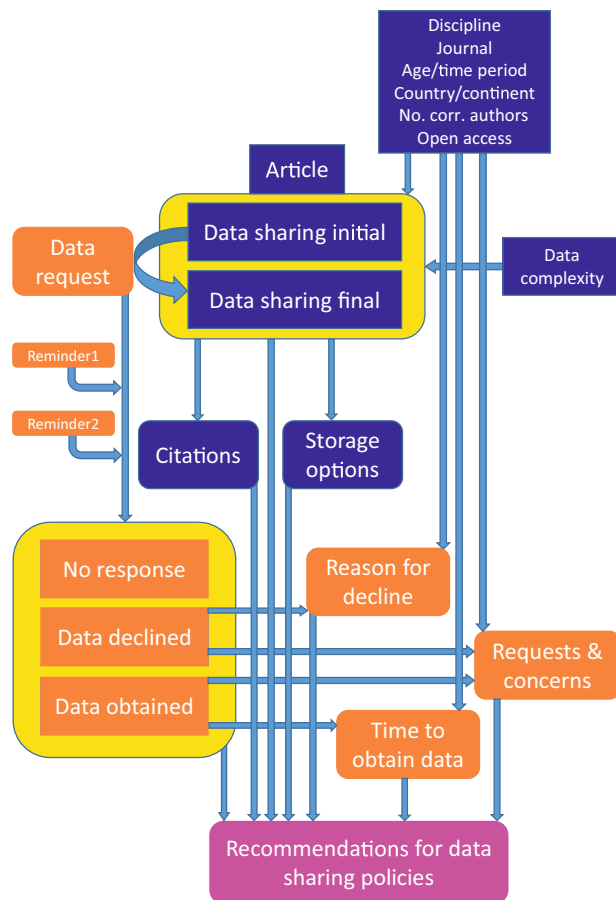 Discipline
Journal
Age/time period
Country/continent
No. corr. authors
Open access
Article
Data sharing initial
Data
request
Data
complexity
Data sharing final
Reminder1
Reminder2
Citations
Storage
options
No response
Reason for
decline
Data declined
Requests &
concerns
Data obtained
Time to
obtain data
Recommendations for data
sharing policies